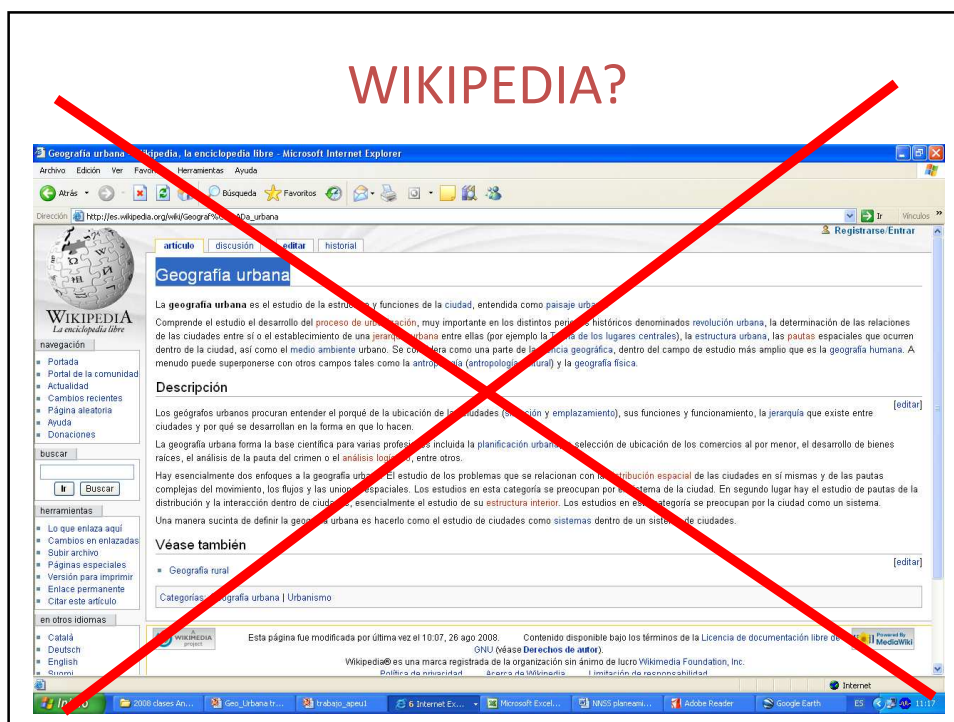 WIKIPEDIA?
Geografía urbana - Wikipedia, la enciclopedia libre - Microsoft Internet Explorer
Archivo Edición Ver Herramientas Ayuda
Atrás Búsqueda Favoritos
Dirección http://es.wikipedia.org/wiki/Geograf%C3%ADa_urbana Ir Vínculos
Registrarse/Entrar
artículo discusión editar historial
Geografía urbana
La geografía urbana es el estudio de la estructura y funciones de la ciudad, entendida como paisaje urbano
Comprende el estudio el desarrollo del proceso de urbanización, muy importante en los distintos periodos históricos denominados revolución urbana, la determinación de las relaciones
de las ciudades entre sí o el establecimiento de una jerarquía urbana entre ellas (por ejemplo la Teoría de los lugares centrales), la estructura urbana, las pautas espaciales que ocurren
dentro de la ciudad, así como el medio ambiente urbano. Se considera como una parte de la ciencia geográfica, dentro del campo de estudio más amplio que es la geografía humana. A
menudo puede superponerse con otros campos tales como la antropología (antropología cultural) y la geografía física.
Descripción
[editar]
Los geógrafos urbanos procuran entender el porqué de la ubicación de las ciudades (situación y emplazamiento), sus funciones y funcionamiento, la jerarquía que existe entre
ciudades y por qué se desarrollan en la forma en que lo hacen.
La geografía urbana forma la base científica para varias profesiones incluida la planificación urbana, selección de ubicación de los comercios al por menor, el desarrollo de bienes
raíces, el análisis de la pauta del crimen o el análisis logístico, entre otros.
Hay esencialmente dos enfoques a la geografía urbana. El estudio de los problemas que se relacionan con la distribución espacial de las ciudades en sí mismas y de las pautas
complejas del movimiento, los flujos y las uniones espaciales. Los estudios en esta categoría se preocupan por el sistema de la ciudad. En segundo lugar hay el estudio de pautas de la
distribución y la interacción dentro de ciudades, esencialmente el estudio de su estructura interior. Los estudios en esta categoría se preocupan por la ciudad como un sistema.
Una manera sucinta de definir la geografía urbana es hacerlo como el estudio de ciudades como sistemas dentro de un sistema de ciudades.
Véase también
[editar]
Geografía rural
Categorías: Geografía urbana | Urbanismo
WIKIPEDIA
La enciclopedia libre
navegación
Portada
Portal de la comunidad
Actualidad
Cambios recientes
Página aleatoria
Ayuda
Donaciones
buscar
Ir Buscar
herramientas
Lo que enlaza aquí
Cambios en enlazadas
Subir archivo
Páginas especiales
Versión para imprimir
Enlace permanente
Citar este artículo
en otros idiomas
Català
Deutsch
English
Suomi
A WIKIMEDIA project
Esta página fue modificada por última vez el 10:07, 26 ago 2008. Contenido disponible bajo los términos de la Licencia de documentación libre de
GNU (véase Derechos de autor).
Powered By MediaWiki
Wikipedia® es una marca registrada de la organización sin ánimo de lucro Wikimedia Foundation, Inc.
Política de privacidad Acerca de Wikipedia Limitación de responsabilidad
Internet
Inicio 2008 clases An... Geo_Urbana tr... trabajo_apeu1 6 Internet Ex... Microsoft Excel... NNSS planeami... Adobe Reader Google Earth ES 11:17